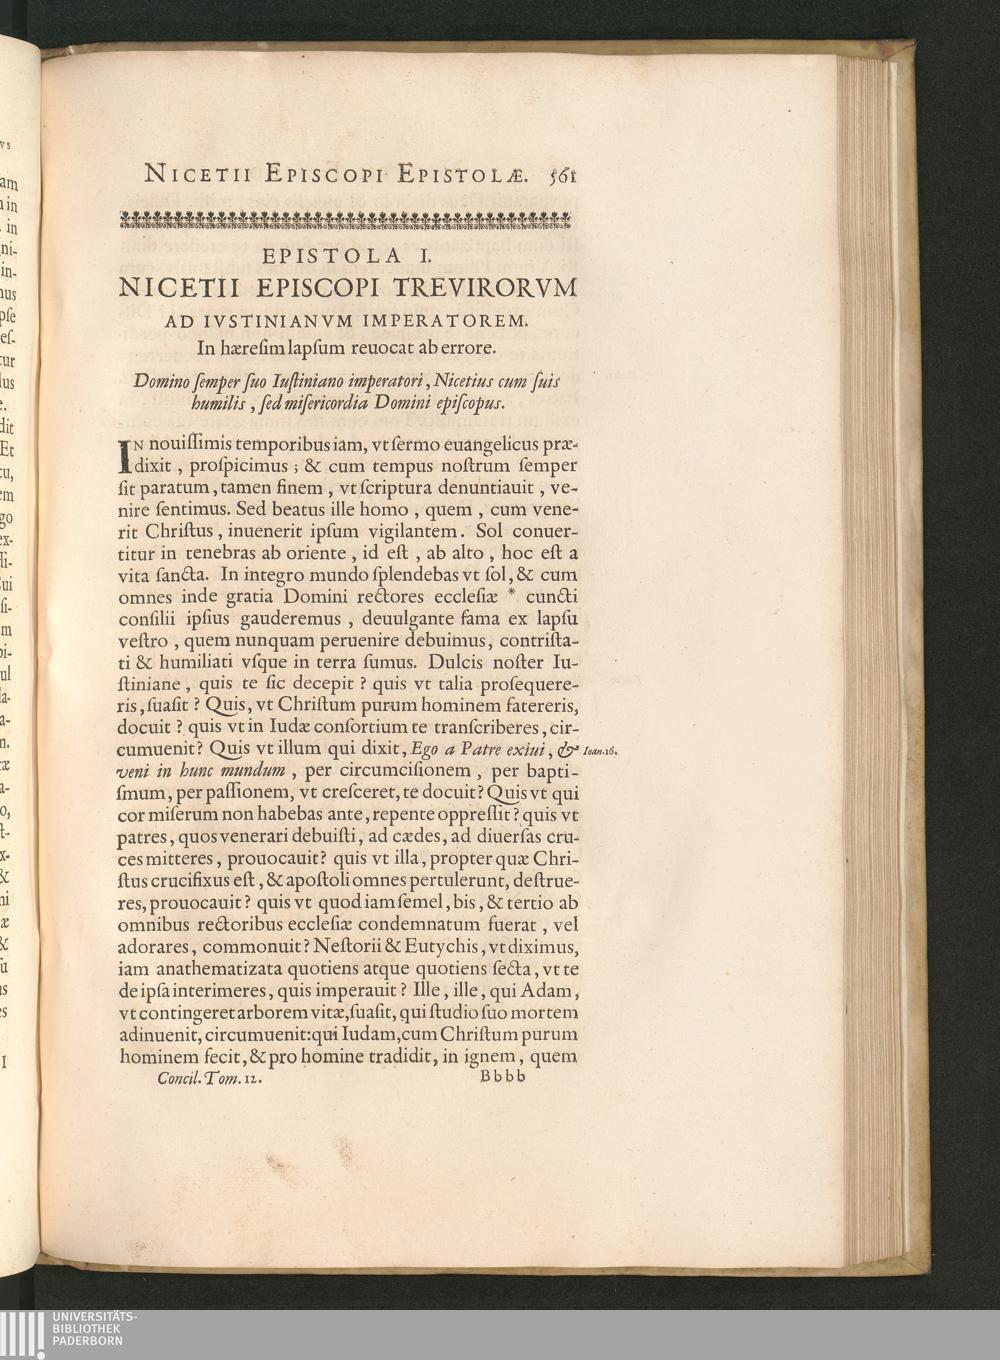 NICETII EPISCOPI EPISTOLÆ. 561
EPISTOLA I.
NICETII EPISCOPI TREVIRORVM
AD IVSTINIANVM IMPERATOREM.
In hæreſim lapſum reuocat ab errore.
Domino ſemper ſuo Iuſtiniano imperatori, Nicetius cum ſuis
humilis, ſed miſericordia Domini epiſcopus.
IN nouiſſimis temporibus iam, vt ſermo euangelicus præ-
dixit, proſpicimus; & cum tempus noſtrum ſemper
ſit paratum, tamen finem, vt ſcriptura denuntiauit, ve-
nire ſentimus. Sed beatus ille homo, quem, cum vene-
rit Chriſtus, inuenerit ipſum vigilantem. Sol conuer-
titur in tenebras ab oriente, id eſt, ab alto, hoc eſt a
vita ſancta. In integro mundo ſplendebas vt ſol, & cum
omnes inde gratia Domini rectores eccleſiæ * cuncti
conſilii ipſius gauderemus, deuulgante fama ex lapſu
veſtro, quem nunquam peruenire debuimus, contriſta-
ti & humiliati vſque in terra ſumus. Dulcis noſter Iu-
ſtiniane, quis te ſic decepit? quis vt talia proſequere-
ris, ſuaſit? Quis, vt Chriſtum purum hominem fatereris,
docuit? quis vt in Iudæ conſortium te tranſcriberes, cir-
cumuenit? Quis vt illum qui dixit, Ego a Patre exiui, & Ioan.16.
veni in hunc mundum, per circumciſionem, per bapti-
ſmum, per paſſionem, vt creſceret, te docuit? Quis vt qui
cor miſerum non habebas ante, repente oppreſſit? quis vt
patres, quos venerari debuiſti, ad cædes, ad diuerſas cru-
ces mitteres, prouocauit? quis vt illa, propter quæ Chri-
ſtus crucifixus eſt, & apoſtoli omnes pertulerunt, deſtrue-
res, prouocauit? quis vt quod iam ſemel, bis, & tertio ab
omnibus rectoribus eccleſiæ condemnatum fuerat, vel
adorares, commonuit? Neſtorii & Eutychis, vt diximus,
iam anathematizata quotiens atque quotiens ſecta, vt te
de ipſa interimeres, quis imperauit? Ille, ille, qui Adam,
vt contingeret arborem vitæ, ſuaſit, qui ſtudio ſuo mortem
adinuenit, circumuenit: qui Iudam, cum Chriſtum purum
hominem fecit, & pro homine tradidit, in ignem, quem
Concil. Tom. 12. Bbbb
UNIVERSITÄTS-
BIBLIOTHEK
PADERBORN